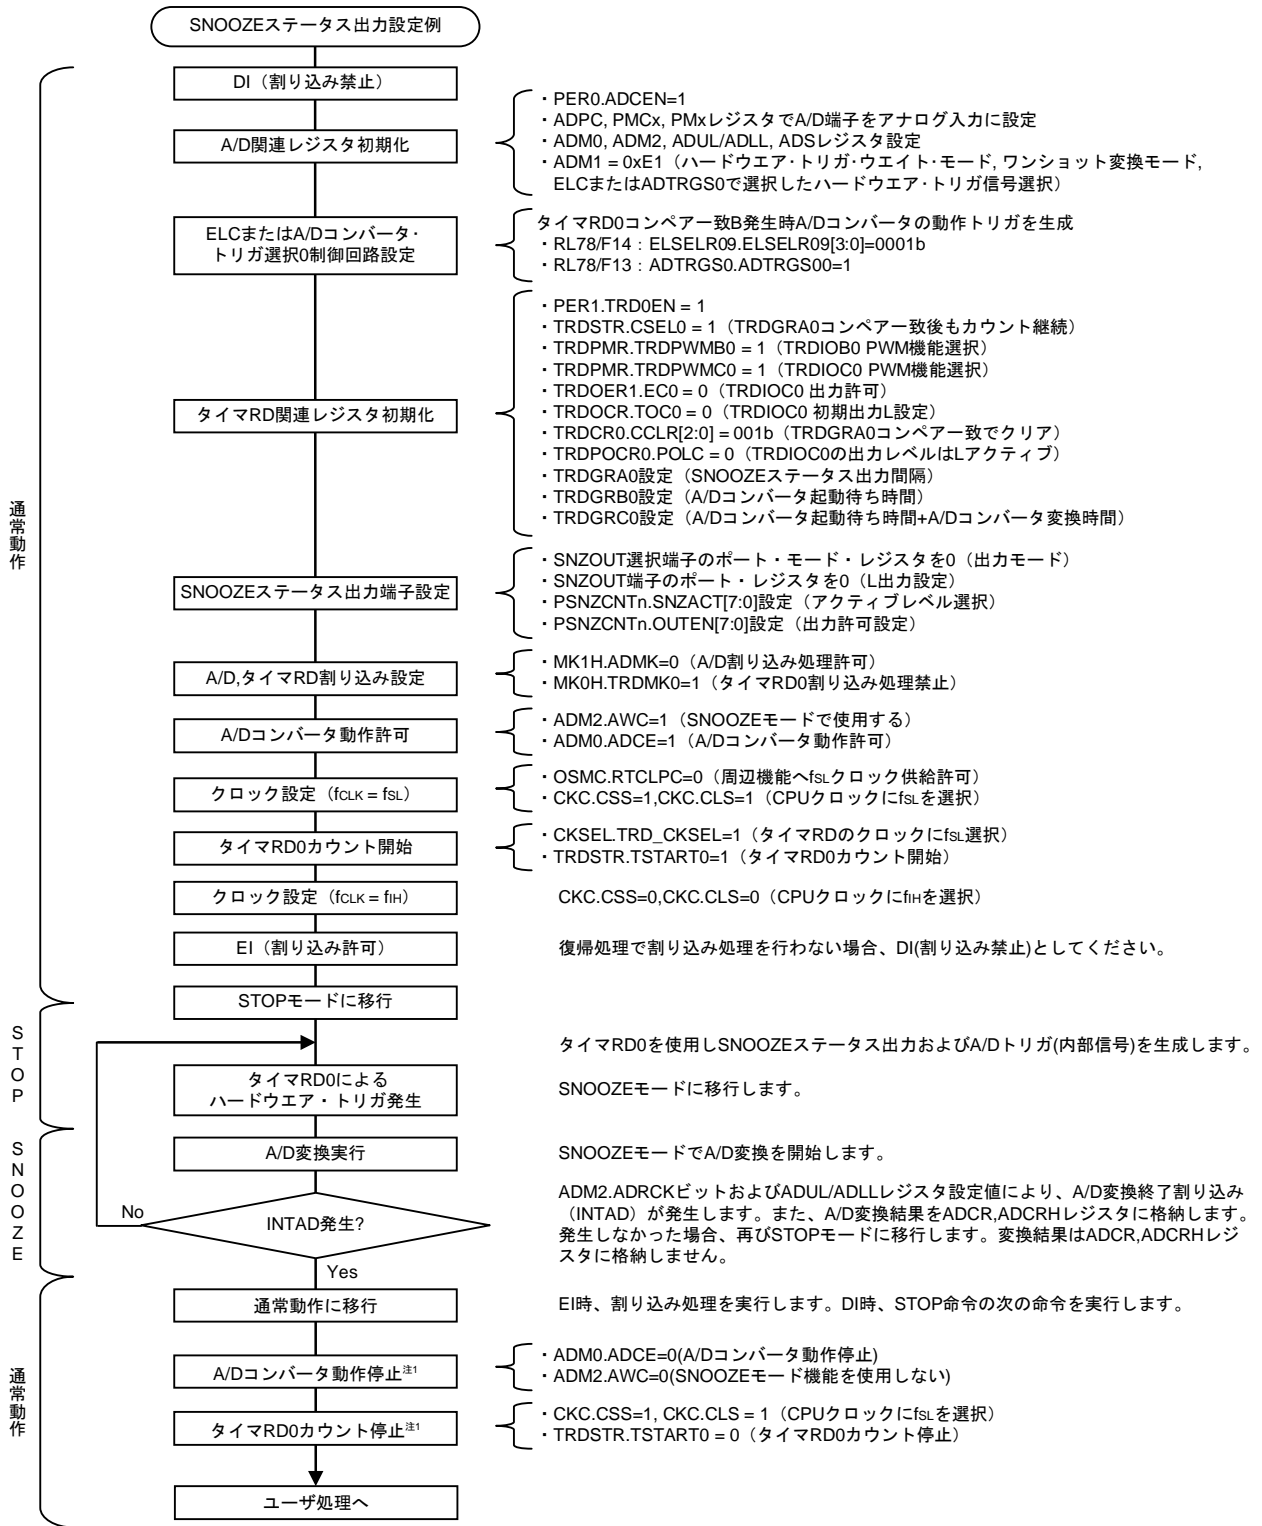 SNOOZEステータス出力設定例
通常動作
DI（割り込み禁止）
A/D関連レジスタ初期化
・PER0.ADCEN=1
・ADPC, PMCx, PMxレジスタでA/D端子をアナログ入力に設定
・ADM0, ADM2, ADUL/ADLL, ADSレジスタ設定
・ADM1 = 0xE1（ハードウエア・トリガ・ウエイト・モード, ワンショット変換モード,
ELCまたはADTRGS0で選択したハードウエア・トリガ信号選択）
ELCまたはA/Dコンバータ・
トリガ選択0制御回路設定
タイマRD0コンペアー致B発生時A/Dコンバータの動作トリガを生成
・RL78/F14：ELSELR09.ELSELR09[3:0]=0001b
・RL78/F13：ADTRGS0.ADTRGS00=1
タイマRD関連レジスタ初期化
・PER1.TRD0EN = 1
・TRDSTR.CSEL0 = 1（TRDGRA0コンペアー致後もカウント継続）
・TRDPMR.TRDPWMB0 = 1（TRDIOB0 PWM機能選択）
・TRDPMR.TRDPWMC0 = 1（TRDIOC0 PWM機能選択）
・TRDOER1.EC0 = 0（TRDIOC0 出力許可）
・TRDOCR.TOC0 = 0（TRDIOC0 初期出力L設定）
・TRDCR0.CCLR[2:0] = 001b（TRDGRA0コンペアー致でクリア）
・TRDPOCR0.POLC = 0（TRDIOC0の出力レベルはLアクティブ）
・TRDGRA0設定（SNOOZEステータス出力間隔）
・TRDGRB0設定（A/Dコンバータ起動待ち時間）
・TRDGRC0設定（A/Dコンバータ起動待ち時間+A/Dコンバータ変換時間）
SNOOZEステータス出力端子設定
・SNZOUT選択端子のポート・モード・レジスタを0（出力モード）
・SNZOUT端子のポート・レジスタを0（L出力設定）
・PSNZCNTn.SNZACT[7:0]設定（アクティブレベル選択）
・PSNZCNTn.OUTEN[7:0]設定（出力許可設定）
A/D,タイマRD割り込み設定
・MK1H.ADMK=0（A/D割り込み処理許可）
・MK0H.TRDMK0=1（タイマRD0割り込み処理禁止）
A/Dコンバータ動作許可
・ADM2.AWC=1（SNOOZEモードで使用する）
・ADM0.ADCE=1（A/Dコンバータ動作許可）
クロック設定（fCLK = fSL）
・OSMC.RTCLPC=0（周辺機能へfSLクロック供給許可）
・CKC.CSS=1,CKC.CLS=1（CPUクロックにfSLを選択）
タイマRD0カウント開始
・CKSEL.TRD_CKSEL=1（タイマRDのクロックにfSL選択）
・TRDSTR.TSTART0=1（タイマRD0カウント開始）
クロック設定（fCLK = fIH）
CKC.CSS=0,CKC.CLS=0（CPUクロックにfIHを選択）
EI（割り込み許可）
復帰処理で割り込み処理を行わない場合、DI(割り込み禁止)としてください。
STOPモードに移行
STOP
タイマRD0を使用しSNOOZEステータス出力およびA/Dトリガ(内部信号)を生成します。
タイマRD0による
ハードウエア・トリガ発生
SNOOZEモードに移行します。
SNOOZE
A/D変換実行
SNOOZEモードでA/D変換を開始します。
No
INTAD発生?
Yes
ADM2.ADRCKビットおよびADUL/ADLLレジスタ設定値により、A/D変換終了割り込み
（INTAD）が発生します。また、A/D変換結果をADCR,ADCRHレジスタに格納します。
発生しなかった場合、再びSTOPモードに移行します。変換結果はADCR,ADCRHレジ
スタに格納しません。
通常動作
通常動作に移行
EI時、割り込み処理を実行します。DI時、STOP命令の次の命令を実行します。
A/Dコンバータ動作停止注1
・ADM0.ADCE=0(A/Dコンバータ動作停止)
・ADM2.AWC=0(SNOOZEモード機能を使用しない)
タイマRD0カウント停止注1
・CKC.CSS=1, CKC.CLS = 1（CPUクロックにfSLを選択）
・TRDSTR.TSTART0 = 0（タイマRD0カウント停止）
ユーザ処理へ